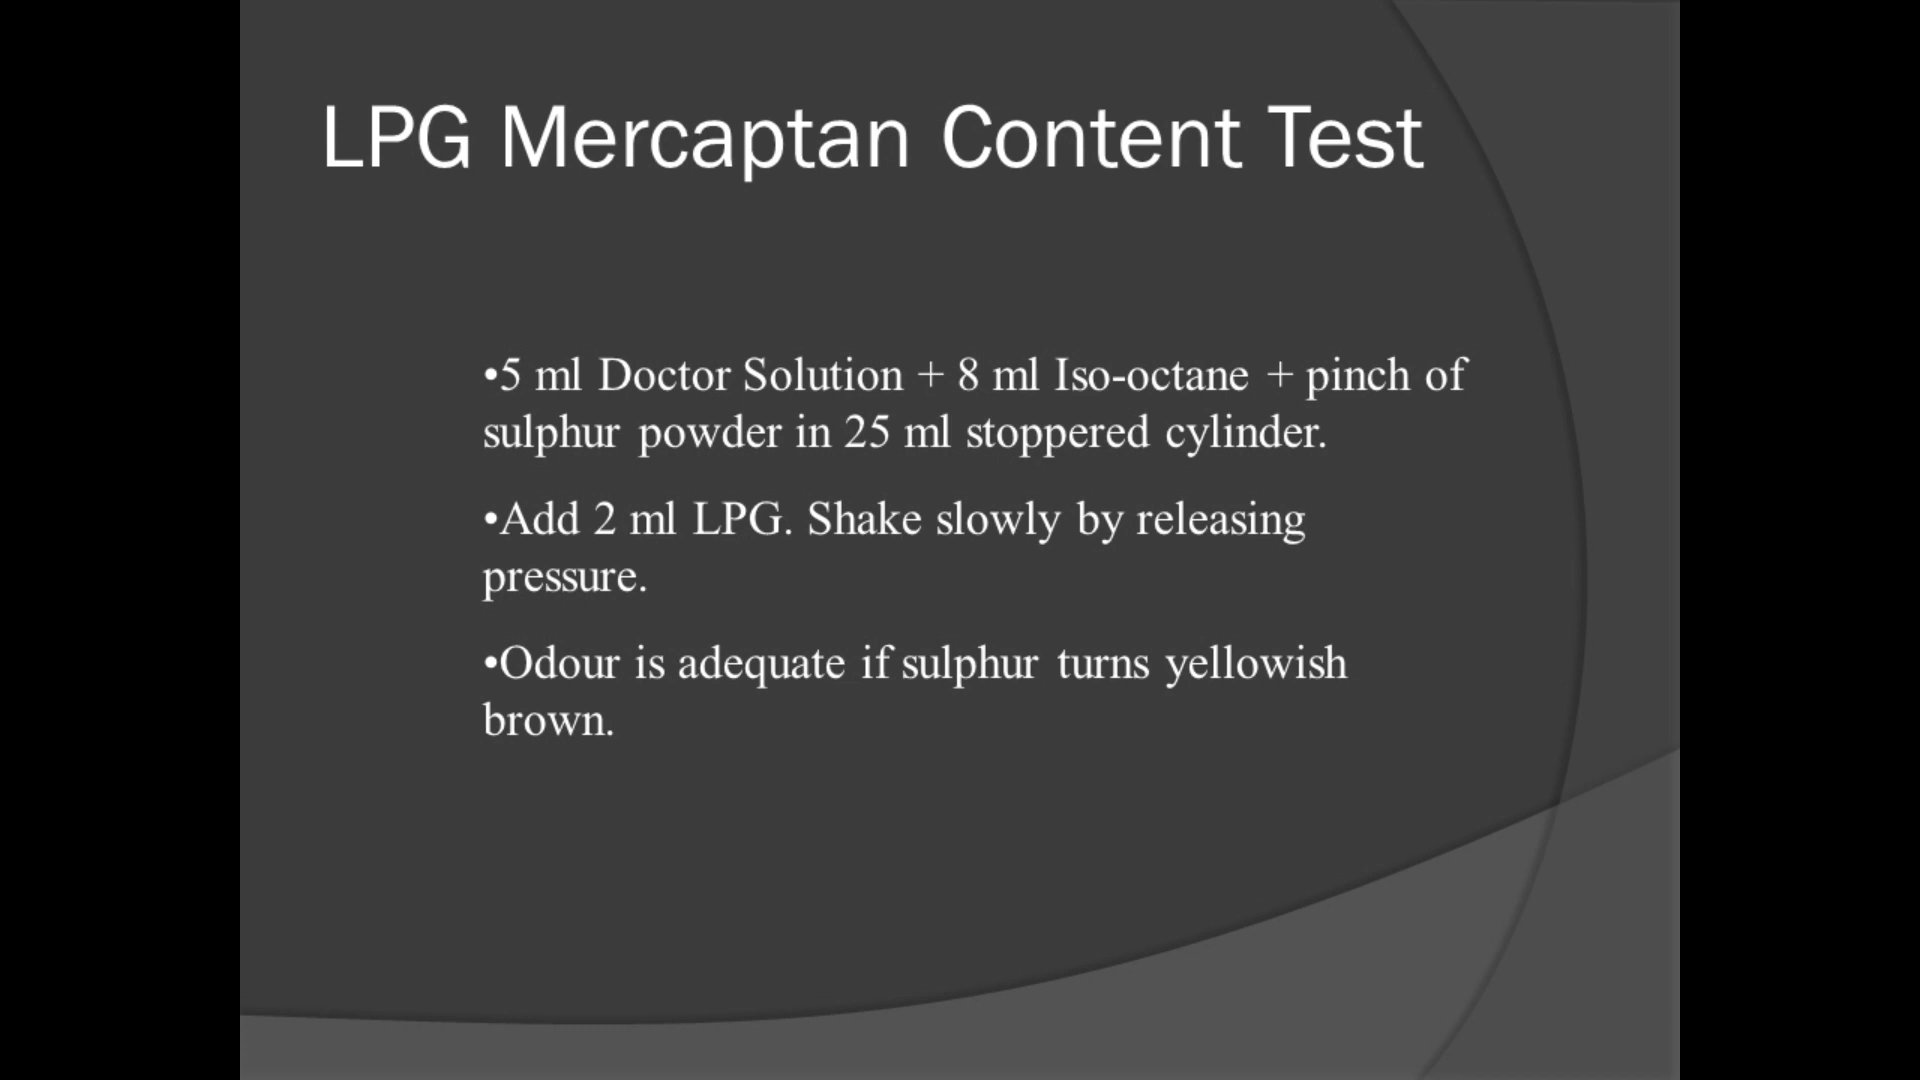 LPG Mercaptan Content Test
•5 ml Doctor Solution + 8 ml Iso-octane + pinch of
sulphur powder in 25 ml stoppered cylinder.
•Add 2 ml LPG. Shake slowly by releasing
pressure.
•Odour is adequate if sulphur turns yellowish
brown.